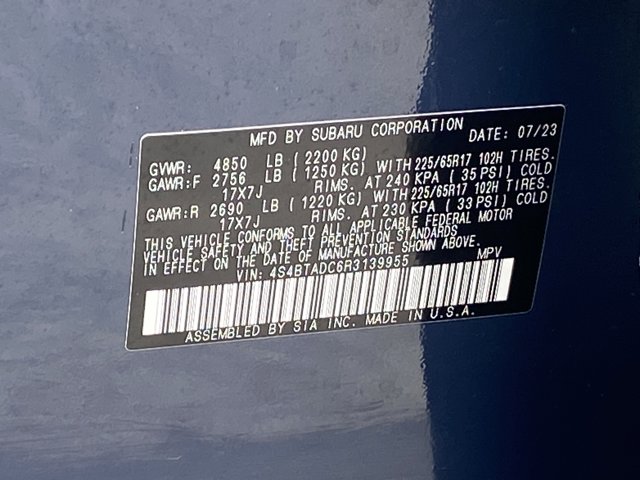 MFD BY SUBARU CORPORATION DATE: 07/23
GVWR: 4850 LB ( 2200 KG)
GAWR:F 2756 LB ( 1250 KG) WITH 225/65R17 102H TIRES.
17X7J RIMS. AT 240 KPA ( 35 PSI) COLD
GAWR:R 2690 LB ( 1220 KG) WITH 225/65R17 102H TIRES.
17X7J RIMS. AT 230 KPA ( 33 PSI) COLD
THIS VEHICLE CONFORMS TO ALL APPLICABLE FEDERAL MOTOR
VEHICLE SAFETY AND THEFT PREVENTION STANDARDS
IN EFFECT ON THE DATE OF MANUFACTURE SHOWN ABOVE.
VIN: 4S4BTADC6R3139955 MPV
ASSEMBLED BY SIA INC. MADE IN U.S.A.